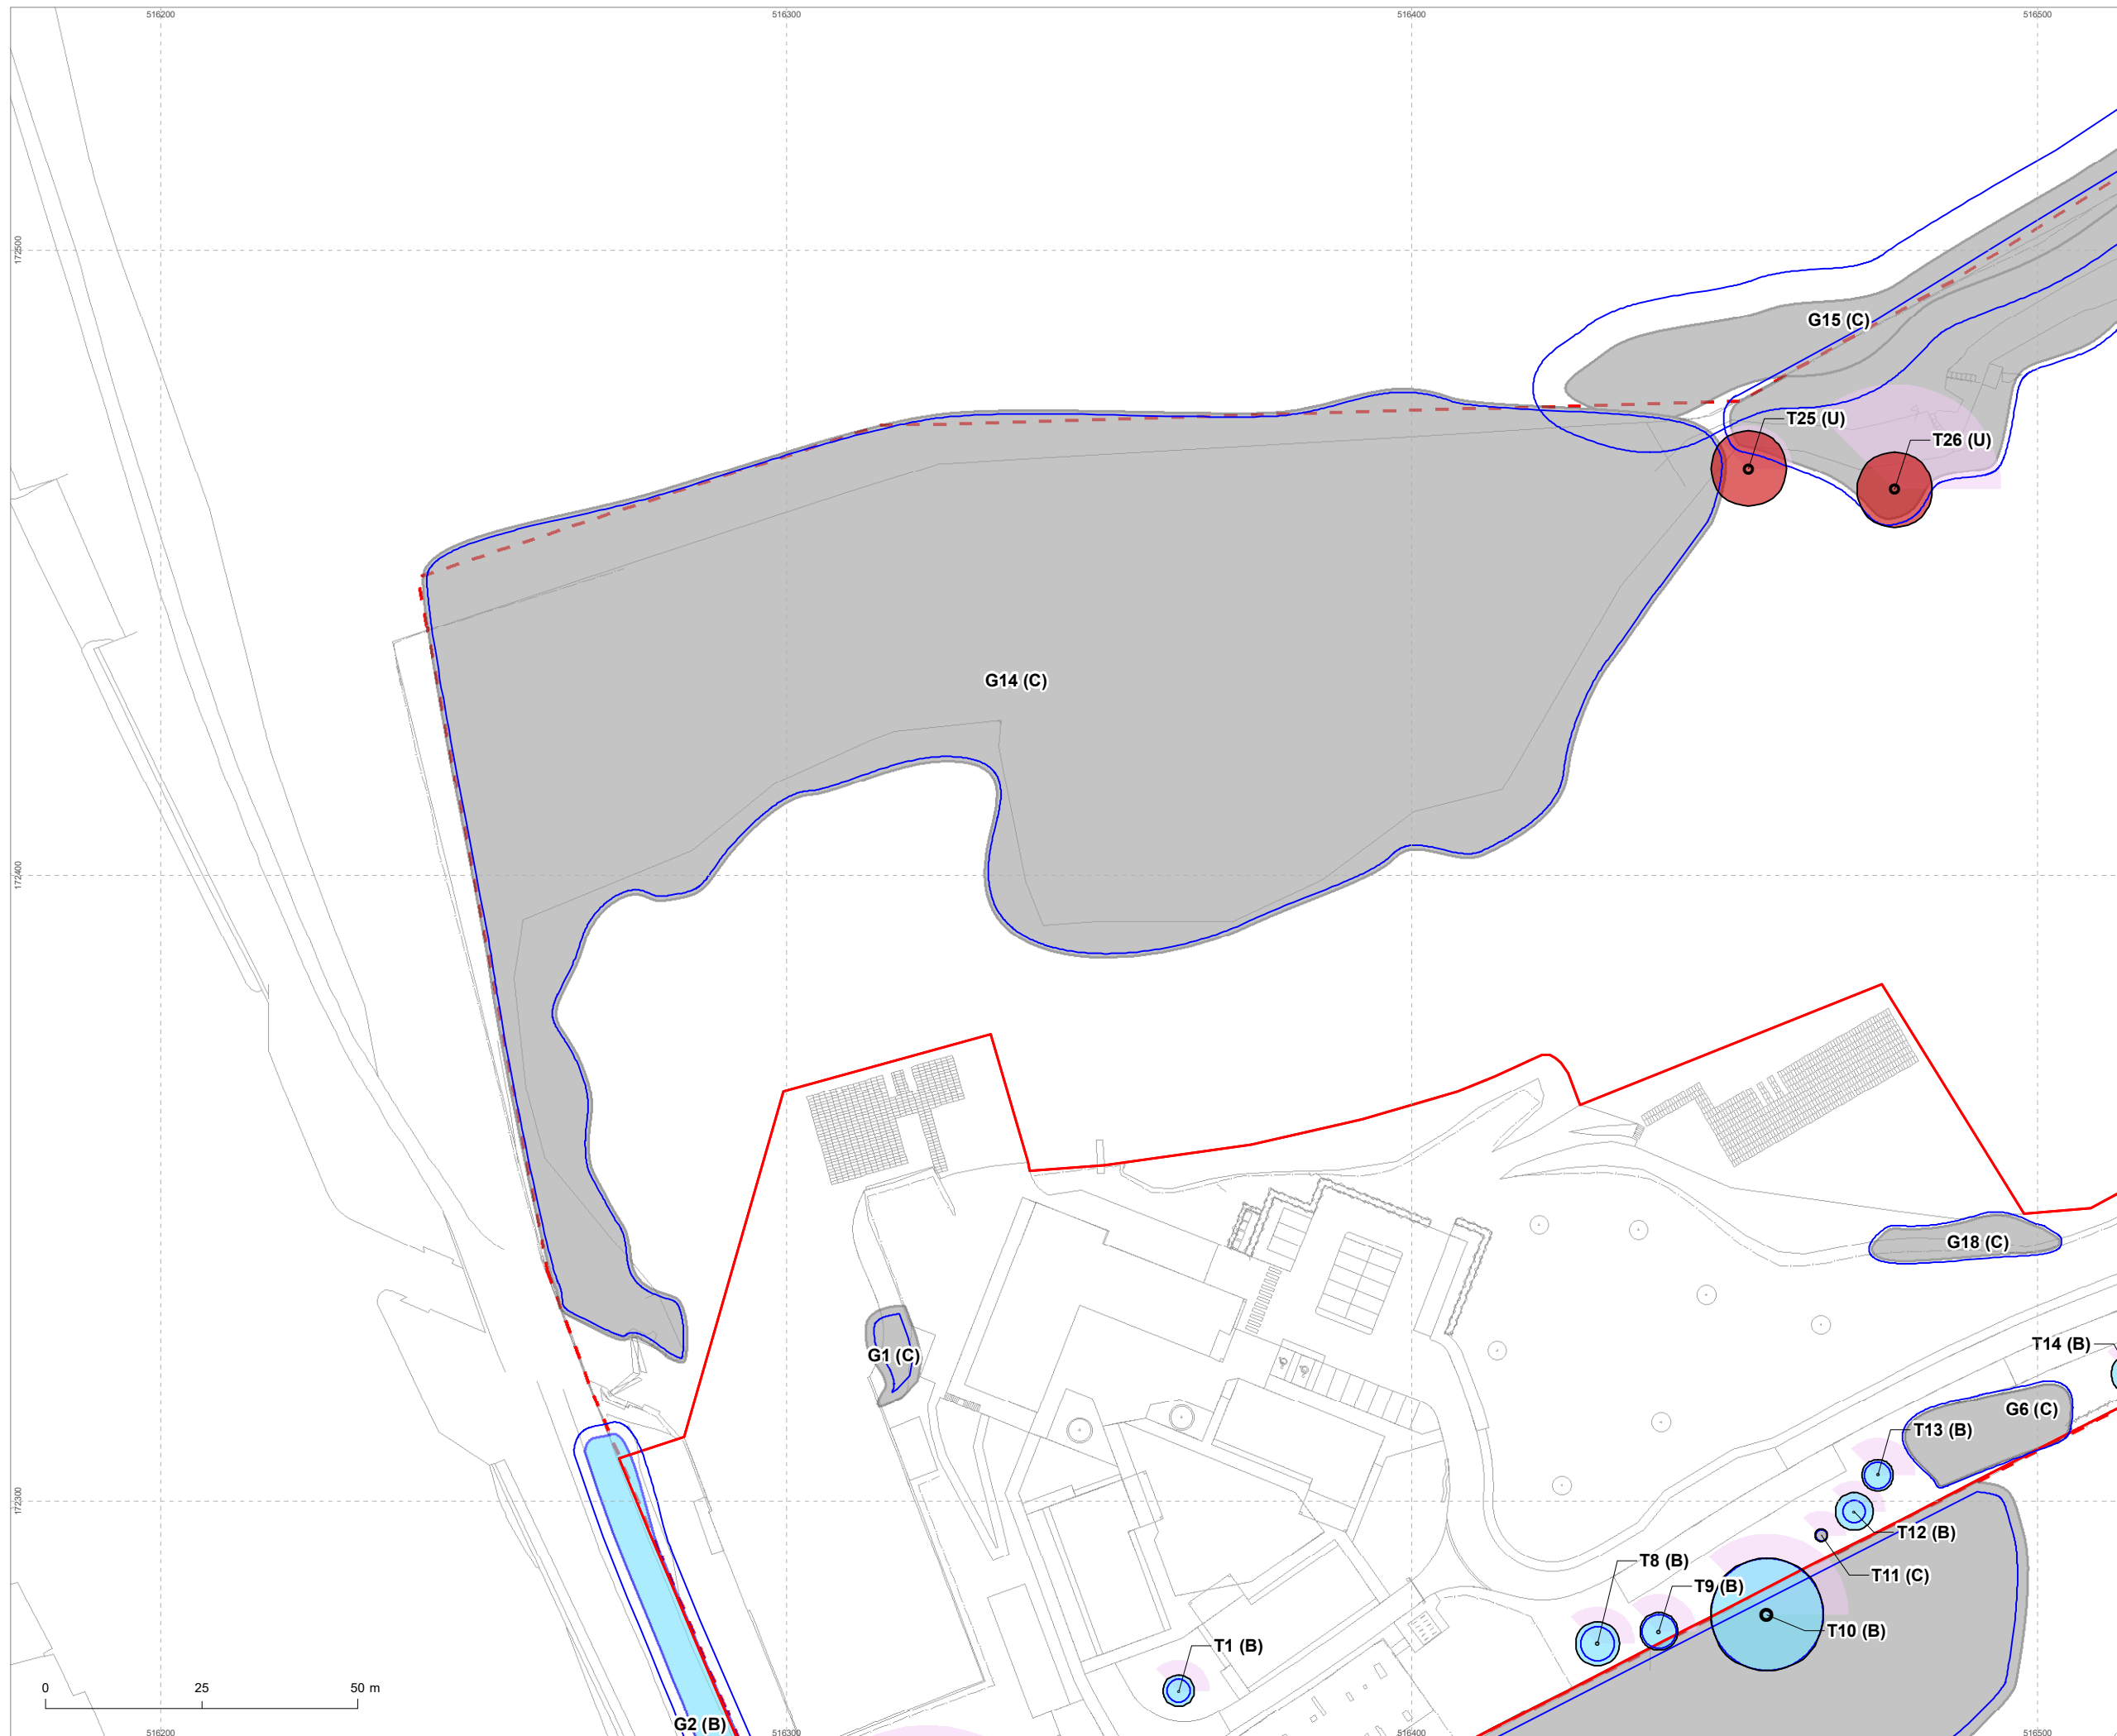 516200
516300
516400
516500
172500
G15 (C)
T25 (U)
T26 (U)
G14 (C)
172400
G18 (C)
T14 (B)
G1 (C)
G6 (C)
T13 (B)
172300
T12 (B)
T8 (B)
T11 (C)
T9 (B)
T10 (B)
T1 (B)
0 25 50 m
G2 (B)
516200
516300
516400
516500